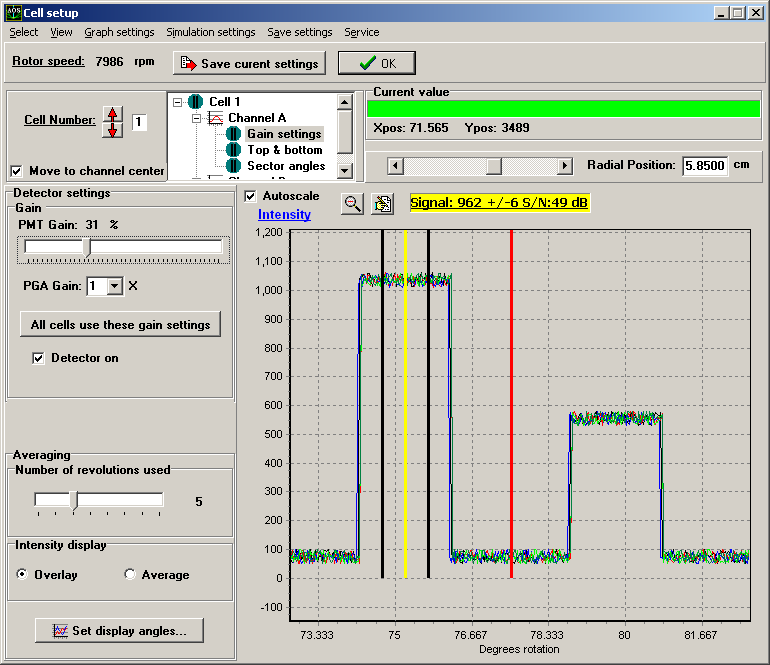 AOS Cell setup
Select View Graph settings Simulation settings Save settings Service
Rotor speed: 7986 rpm Save curent settings OK
Cell Number: 1
Move to channel center
Cell 1
Channel A
Gain settings
Top & bottom
Sector angles
Current value
Xpos: 71.565 Ypos: 3489
Radial Position: 5.8500 cm
Detector settings
Gain
PMT Gain: 31 %
PGA Gain: 1 X
All cells use these gain settings
Detector on
Averaging
Number of revolutions used
5
Intensity display
Overlay Average
Set display angles...
Autoscale
Intensity
Signal: 962 +/-6 S/N:49 dB
1,200
1,100
1,000
900
800
700
600
500
400
300
200
100
0
-100
73.333 75 76.667 78.333 80 81.667
Degrees rotation